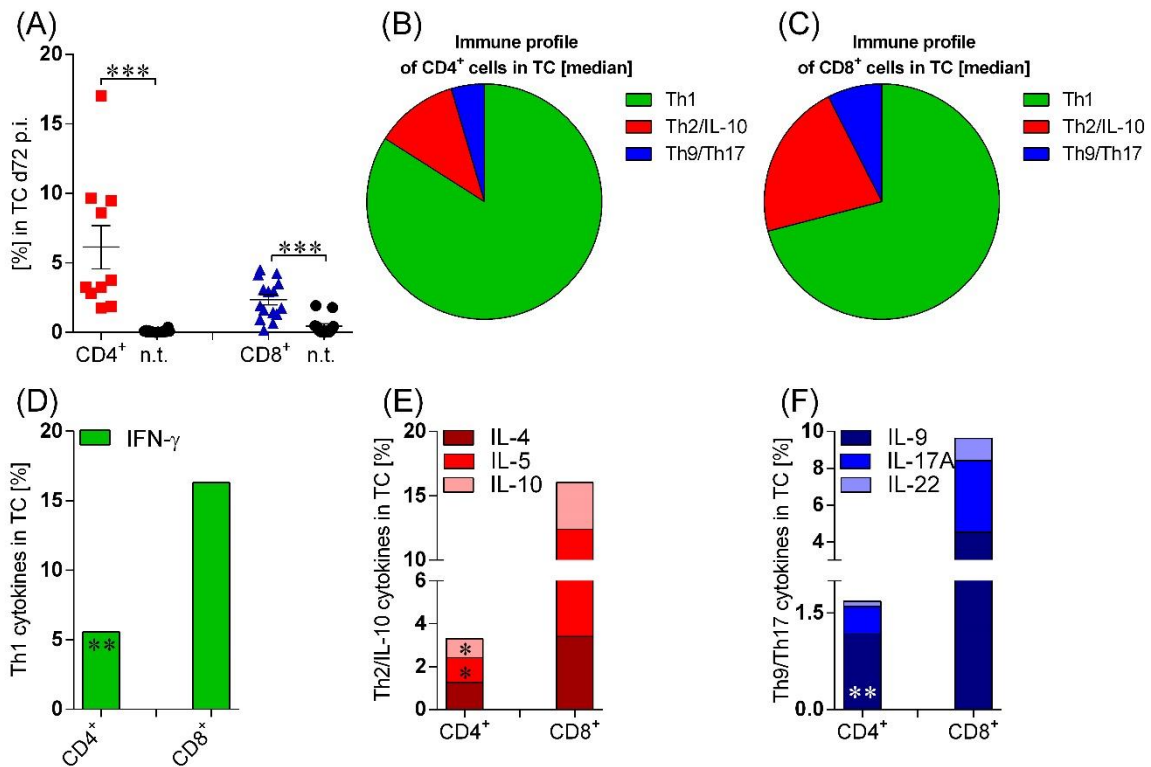 (A)
[%] in TC d72 p.i.
20
15
10
5
0
***
***
CD4+
n.t.
CD8+
n.t.
(B)
Immune profile
of CD4+ cells in TC [median]
Th1
Th2/IL-10
Th9/Th17
(C)
Immune profile
of CD8+ cells in TC [median]
Th1
Th2/IL-10
Th9/Th17
(D)
Th1 cytokines in TC [%]
20
15
10
5
0
IFN-γ
**
CD4+
CD8+
(E)
Th2/IL-10 cytokines in TC [%]
20
15
10
6
4
2
0
IL-4
IL-5
IL-10
*
*
CD4+
CD8+
(F)
Th9/Th17 cytokines in TC [%]
10
8
6
4
1.5
0.0
IL-9
IL-17A
IL-22
**
CD4+
CD8+